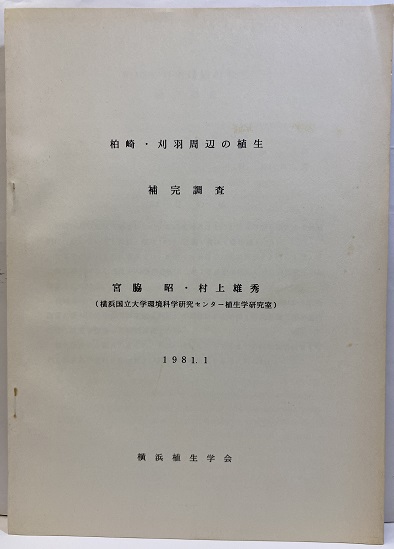 柏崎・刈羽周辺の植生
補完調査
宮脇 昭・村上雄秀
(横浜国立大学環境科学研究センター植生学研究室)
1981.1
横浜植生学会